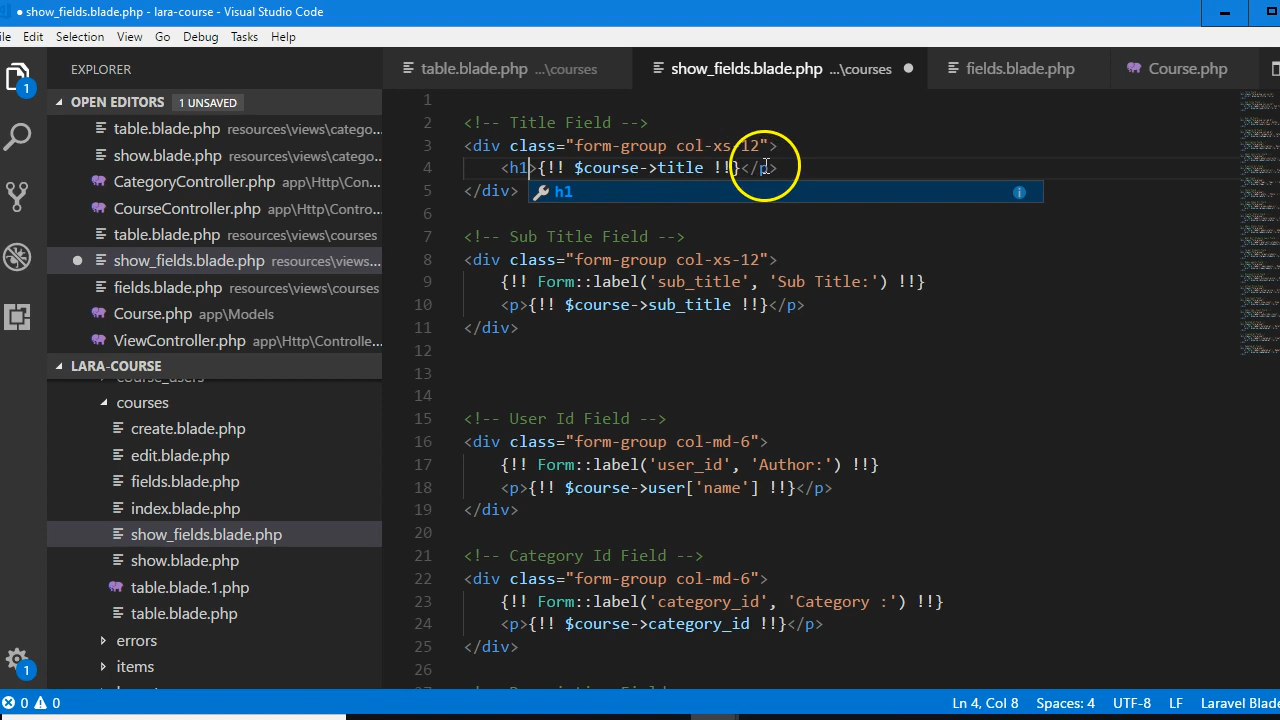 show_fields.blade.php - lara-course - Visual Studio Code
ile Edit Selection View Go Debug Tasks Help
EXPLORER
OPEN EDITORS 1 UNSAVED
table.blade.php resources\views\catego...
show.blade.php resources\views\catego...
CategoryController.php app\Http\Con...
CourseController.php app\Http\Contro...
table.blade.php resources\views\courses
show_fields.blade.php resources\views...
fields.blade.php resources\views\courses
Course.php app\Models
ViewController.php app\Http\Controlle...
LARA-COURSE
course_users
courses
create.blade.php
edit.blade.php
fields.blade.php
index.blade.php
show_fields.blade.php
show.blade.php
table.blade.1.php
table.blade.php
errors
items
1
1
table.blade.php ...\courses
show_fields.blade.php ...\courses
fields.blade.php
Course.php
1
2 <!-- Title Field -->
3 <div class="form-group col-xs-12">
4 <h1>{!! $course->title !!}</p>
5 </div>
h1
6
7 <!-- Sub Title Field -->
8 <div class="form-group col-xs-12">
9 {!! Form::label('sub_title', 'Sub Title:') !!}
10 <p>{!! $course->sub_title !!}</p>
11 </div>
12
13
14
15 <!-- User Id Field -->
16 <div class="form-group col-md-6">
17 {!! Form::label('user_id', 'Author:') !!}
18 <p>{!! $course->user['name'] !!}</p>
19 </div>
20
21 <!-- Category Id Field -->
22 <div class="form-group col-md-6">
23 {!! Form::label('category_id', 'Category :') !!}
24 <p>{!! $course->category_id !!}</p>
25 </div>
26
0 0 Ln 4, Col 8 Spaces: 4 UTF-8 LF Laravel Blade